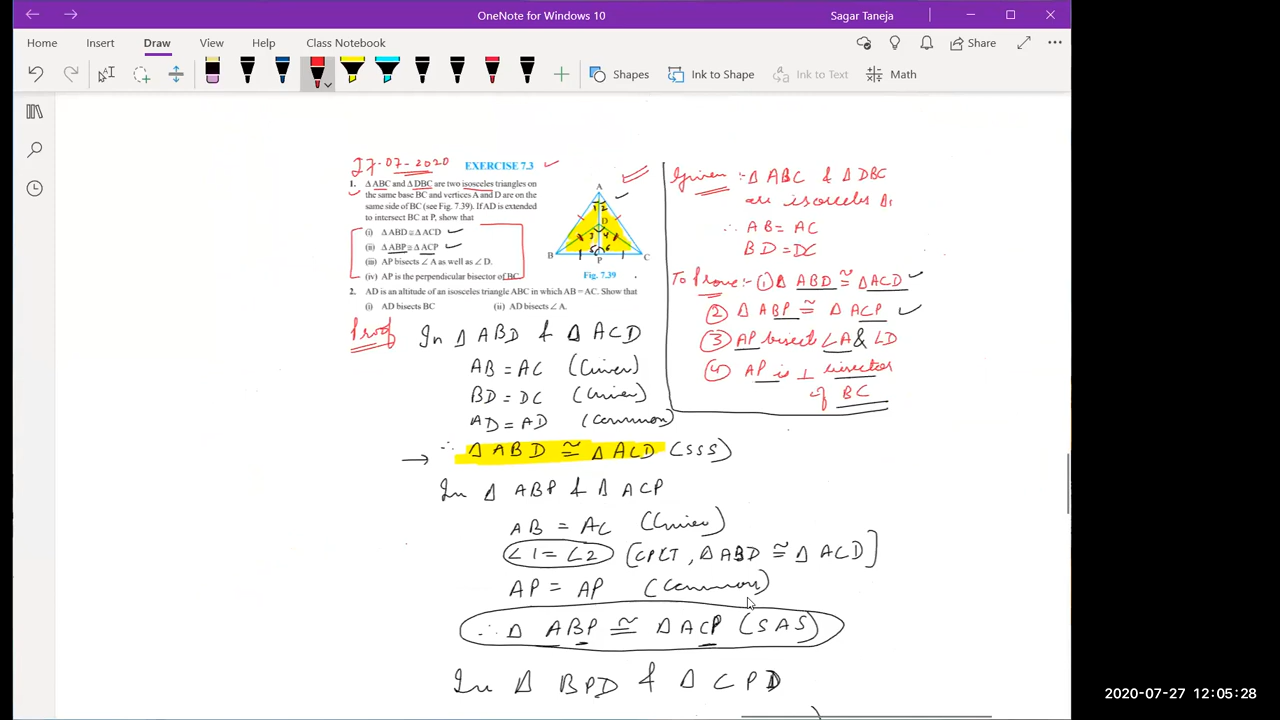 OneNote for Windows 10
Sagar Taneja
Home Insert Draw View Help Class Notebook Share
Shapes Ink to Shape Ink to Text Math
27-07-2020 EXERCISE 7.3
1. Δ ABC and Δ DBC are two isosceles triangles on
the same base BC and vertices A and D are on the
same side of BC (see Fig. 7.39). If AD is extended
to intersect BC at P, show that
(i) Δ ABD ≅ Δ ACD
(ii) Δ ABP ≅ Δ ACP
(iii) AP bisects ∠ A as well as ∠ D.
(iv) AP is the perpendicular bisector of BC.
2. AD is an altitude of an isosceles triangle ABC in which AB = AC. Show that
(i) AD bisects BC (ii) AD bisects ∠ A.
A
1 2
D
3 4
5 6
B P C
Fig. 7.39
Given :- Δ ABC & Δ DBC
are isosceles Δ
∴ AB = AC
BD = DC
To Prove :- ① Δ ABD ≅ Δ ACD
② Δ ABP ≅ Δ ACP
③ AP bisect ∠A & ∠D
④ AP is ⊥ bisector
of BC
Proof In Δ ABD & Δ ACD
AB = AC (Given)
BD = DC (Given)
AD = AD (Common)
→ ∴ Δ ABD ≅ Δ ACD (SSS)
In Δ ABP & Δ ACP
AB = AC (Given)
∠1 = ∠2 [CPCT, Δ ABD ≅ Δ ACD]
AP = AP (Common)
∴ Δ ABP ≅ Δ ACP (SAS)
In Δ BPD & Δ CPD
2020-07-27 12:05:28